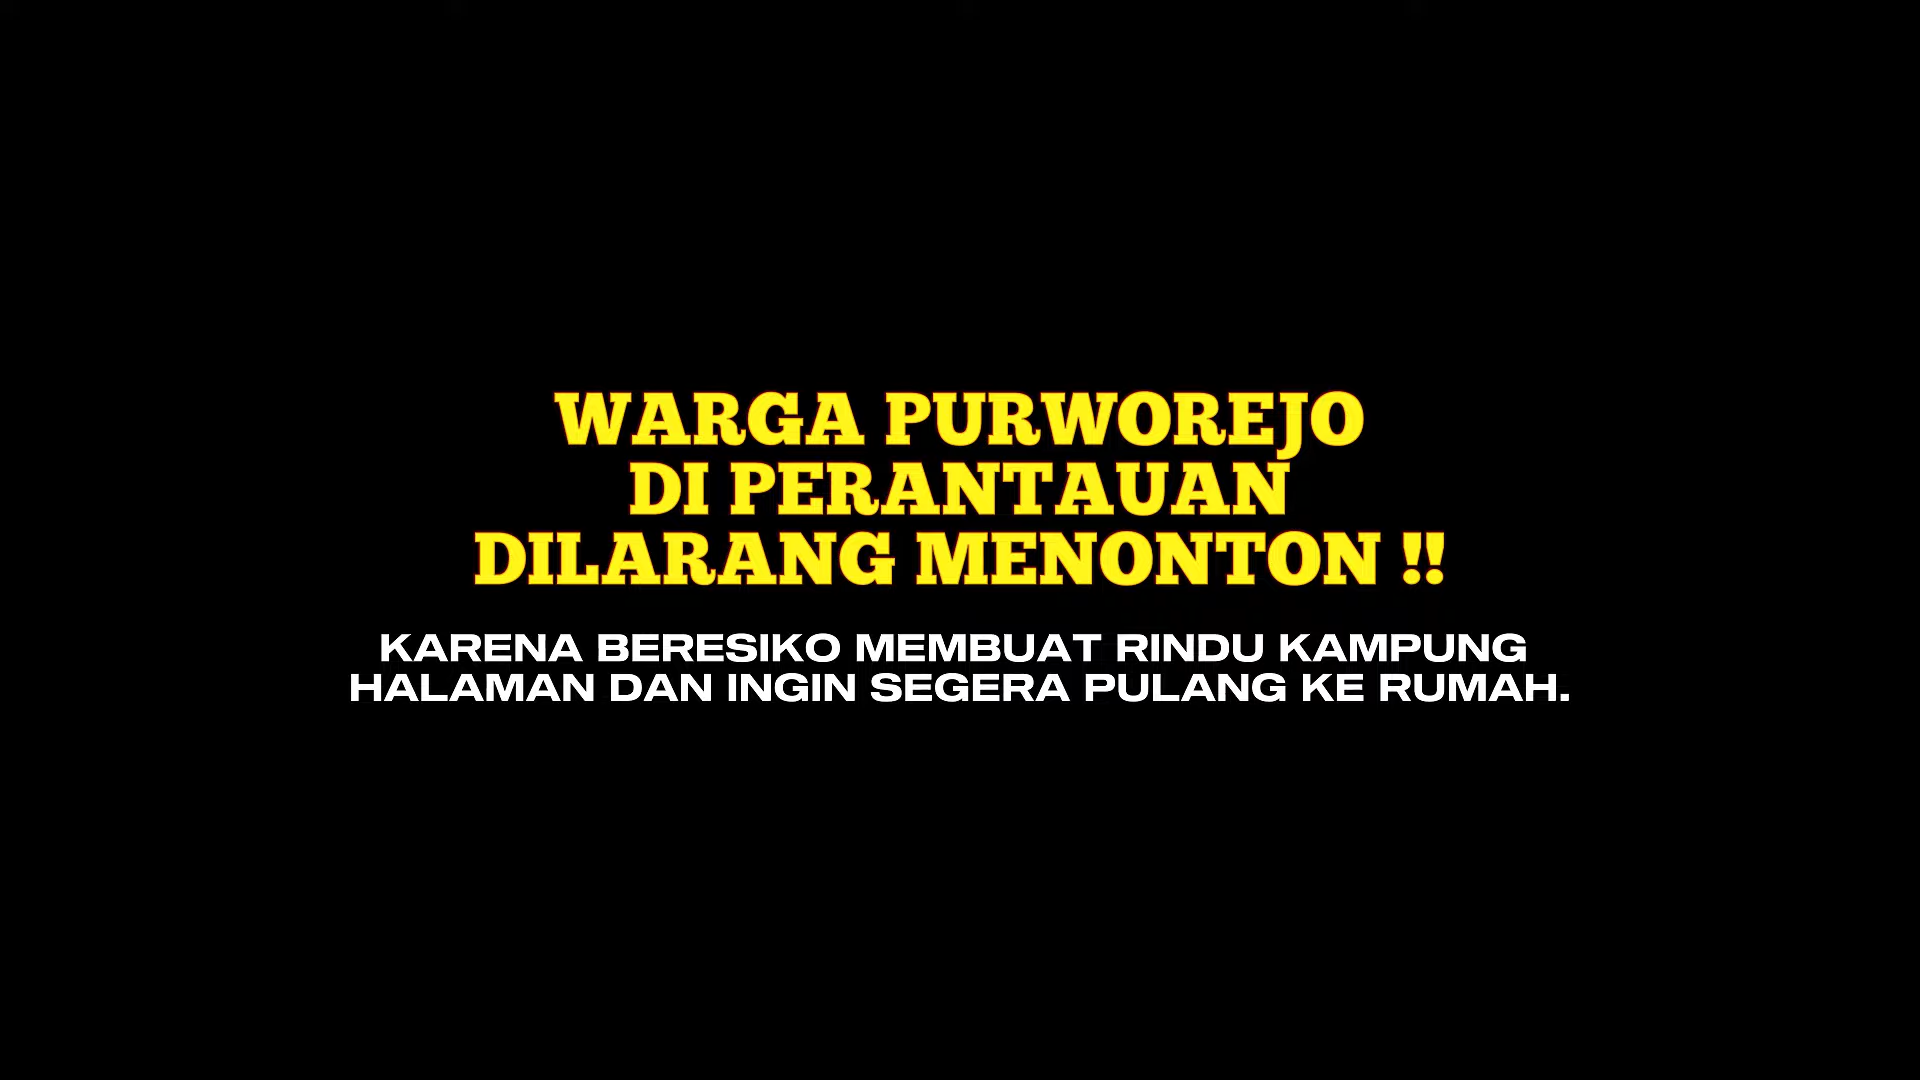 WARGA PURWOREJO
DI PERANTAUAN
DILARANG MENONTON !!
KARENA BERESIKO MEMBUAT RINDU KAMPUNG
HALAMAN DAN INGIN SEGERA PULANG KE RUMAH.